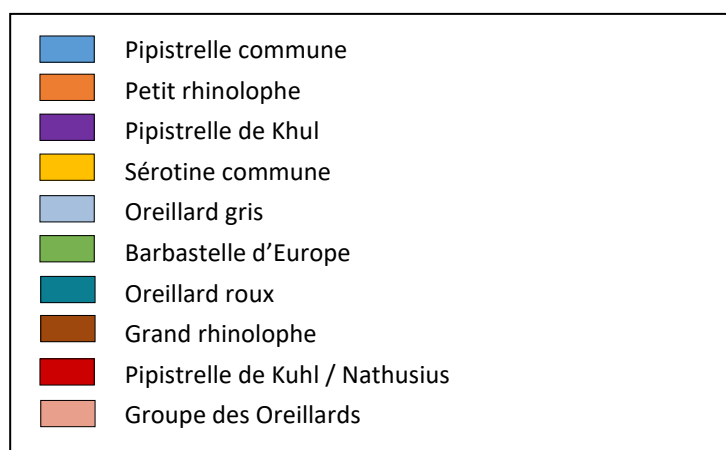 Pipistrelle commune
Petit rhinolophe
Pipistrelle de Khul
Sérotine commune
Oreillard gris
Barbastelle d’Europe
Oreillard roux
Grand rhinolophe
Pipistrelle de Kuhl / Nathusius
Groupe des Oreillards